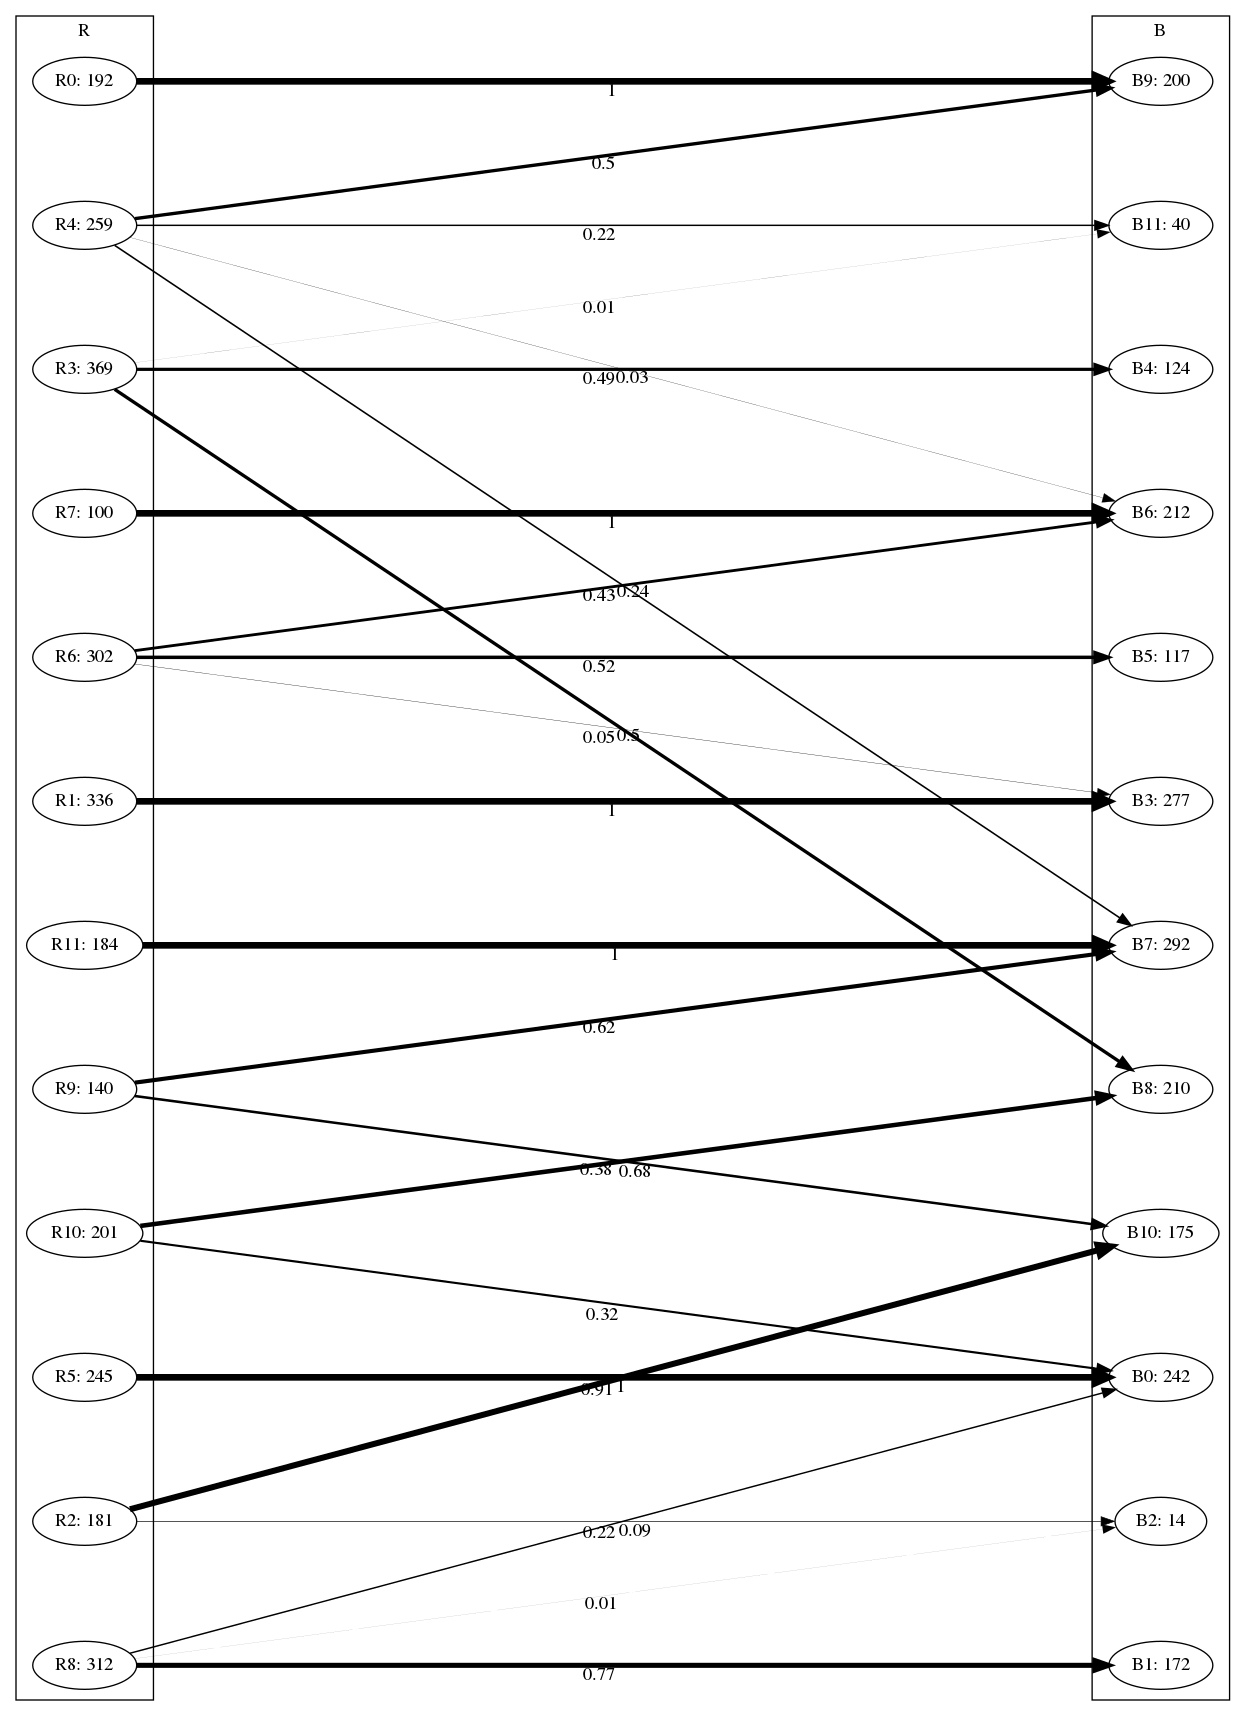 R B
R0: 192 B9: 200
1
0.5
R4: 259 B11: 40
0.22
0.01
R3: 369 B4: 124
0.49 0.03
R7: 100 B6: 212
1
0.43 0.24
R6: 302 B5: 117
0.52
0.05 0.5
R1: 336 B3: 277
1
R11: 184 B7: 292
1
0.62
R9: 140 B8: 210
0.38 0.68
R10: 201 B10: 175
0.32
R5: 245 B0: 242
0.91 1
R2: 181 B2: 14
0.22 0.09
0.01
R8: 312 B1: 172
0.77